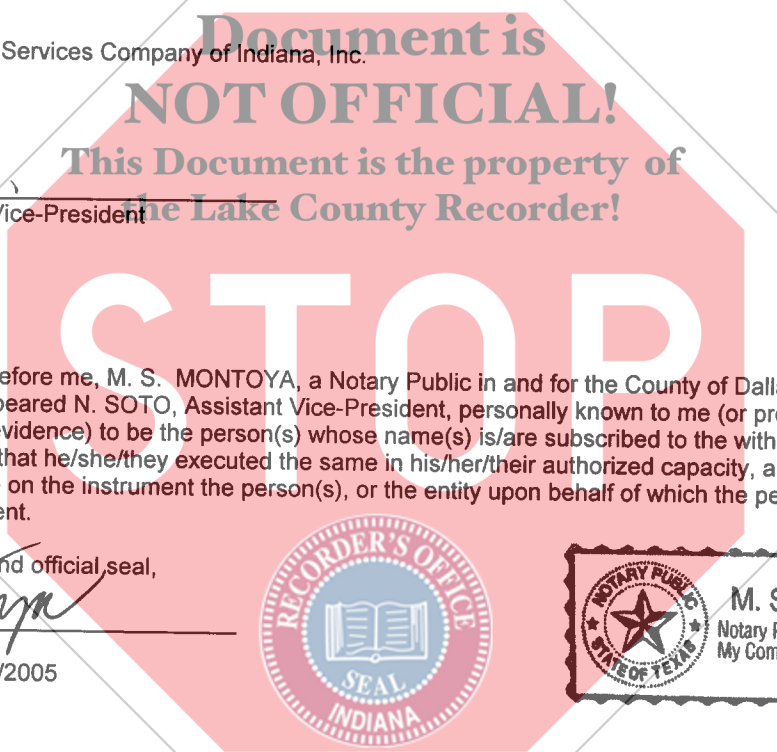 Document is
Services Company of Indiana, Inc.
NOT OFFICIAL!
This Document is the property of
the Lake County Recorder!
Vice-President
STOP
efore me, M. S. MONTOYA, a Notary Public in and for the County of Dall
eared N. SOTO, Assistant Vice-President, personally known to me (or pr
evidence) to be the person(s) whose name(s) is/are subscribed to the with
that he/she/they executed the same in his/her/their authorized capacity, a
on the instrument the person(s), or the entity upon behalf of which the pe
ent.
nd official seal,
/2005
RECORDER'S OFFICE
SEAL
INDIANA
NOTARY PUBLIC
STATE OF TEXAS
M. S
Notary P
My Com